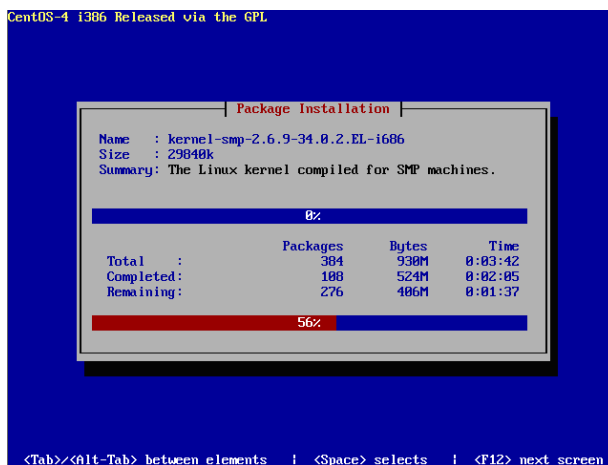 CentOS-4 i386 Released via the GPL
Package Installation
Name : kernel-smp-2.6.9-34.0.2.EL-i686
Size : 29840k
Summary: The Linux kernel compiled for SMP machines.
0%
Packages Bytes Time
Total : 384 930M 0:03:42
Completed: 108 524M 0:02:05
Remaining: 276 406M 0:01:37
56%
<Tab>/<Alt-Tab> between elements | <Space> selects | <F12> next screen